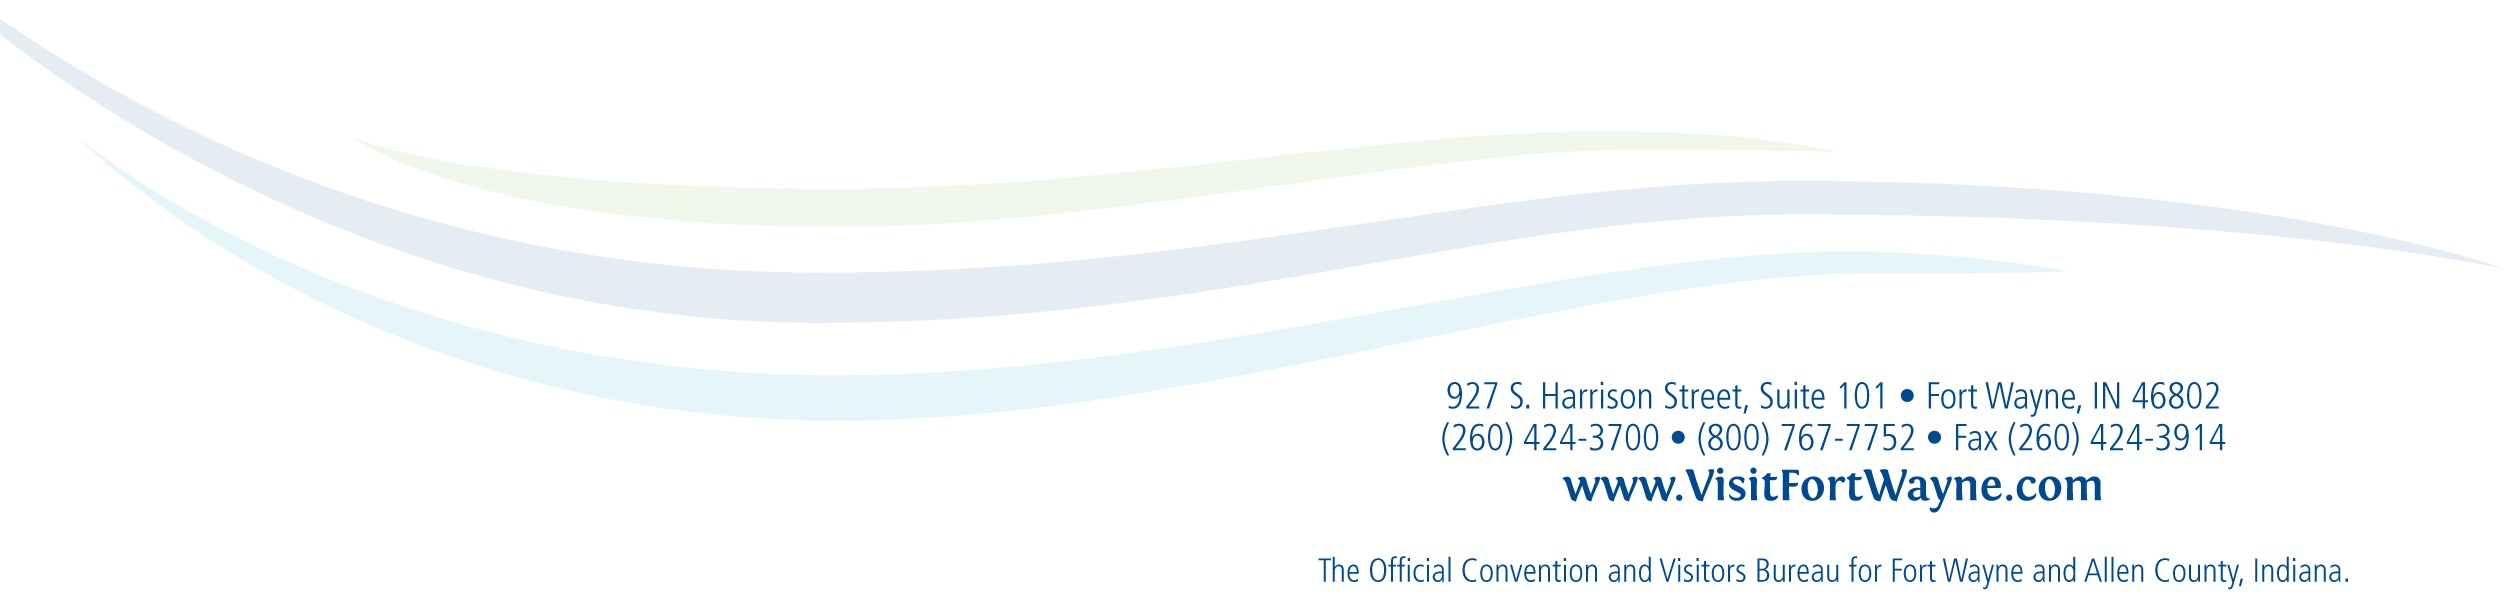 927 S. Harrison Street, Suite 101 • Fort Wayne, IN 46802
(260) 424-3700 • (800) 767-7752 • Fax (260) 424-3914
www.VisitFortWayne.com
The Official Convention and Visitors Bureau for Fort Wayne and Allen County, Indiana.